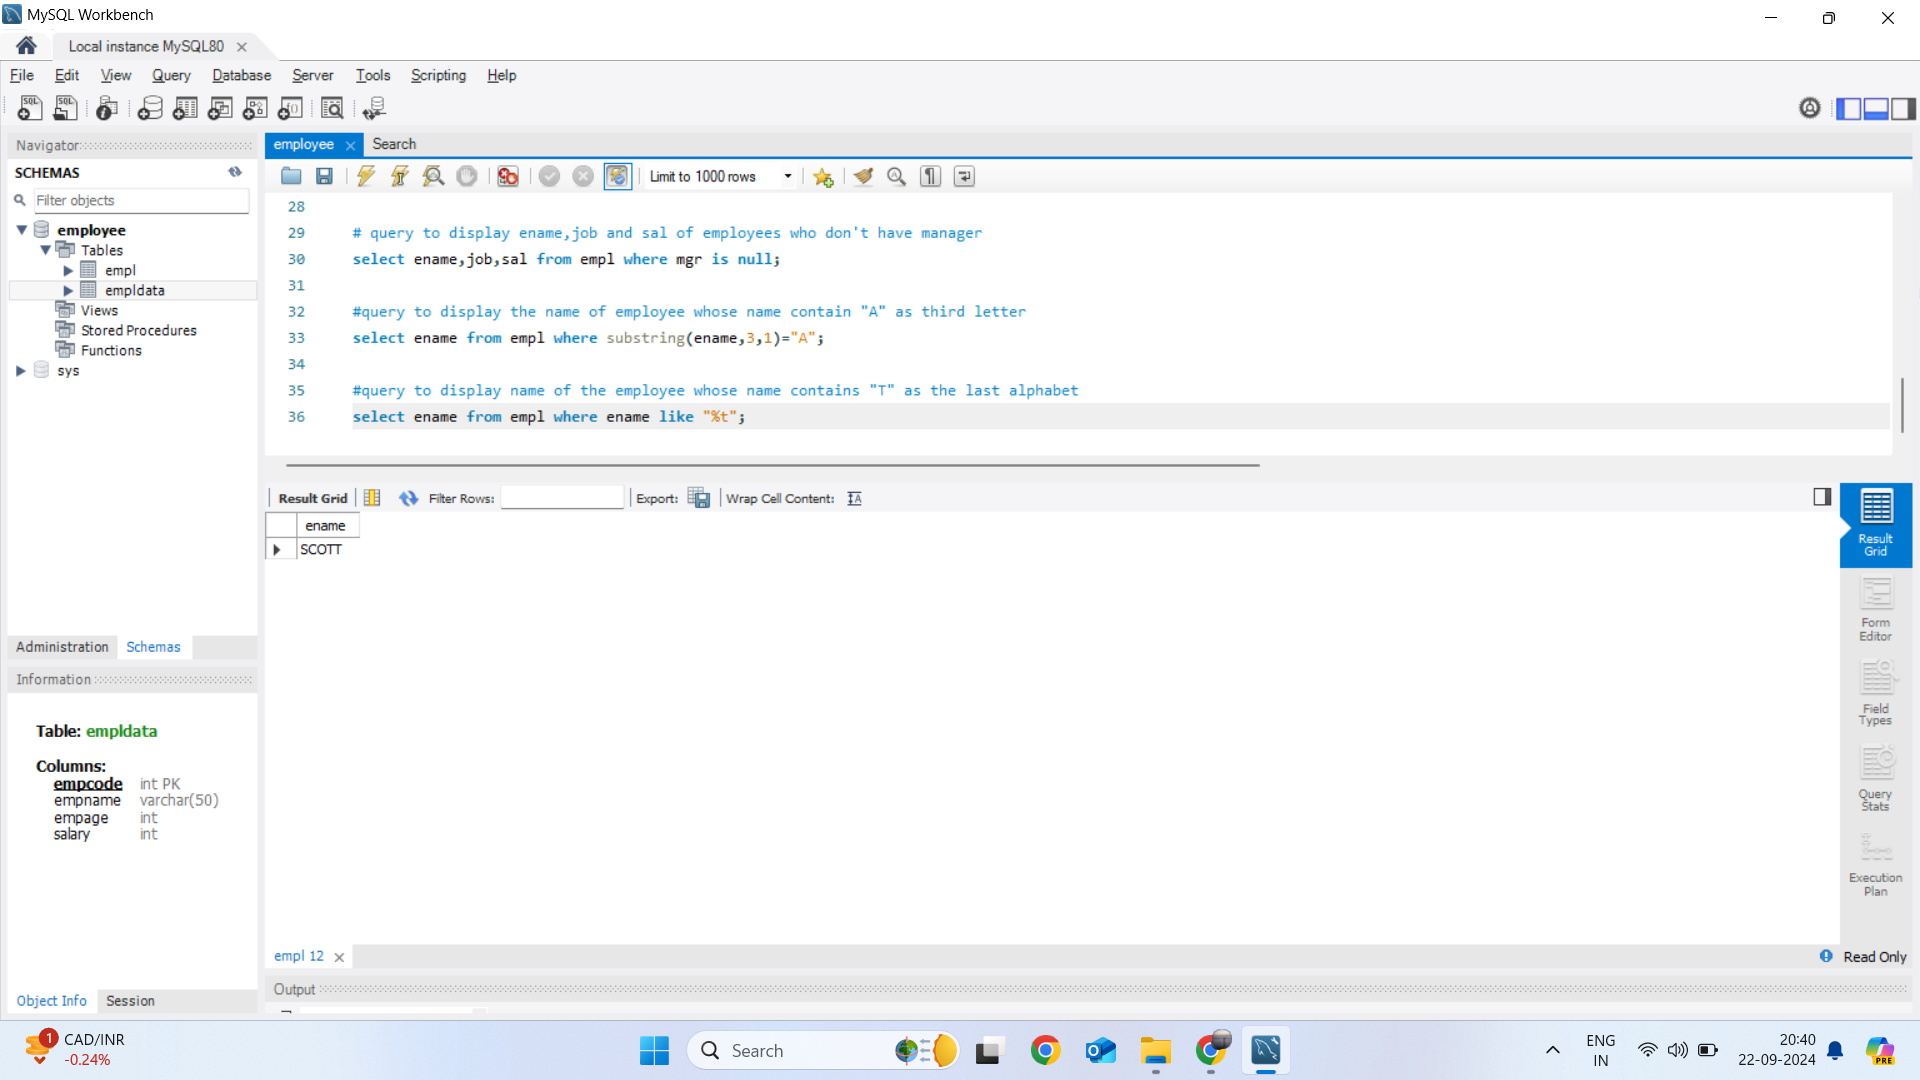 MySQL Workbench
Local instance MySQL80
File Edit View Query Database Server Tools Scripting Help
Navigator
SCHEMAS
Filter objects
employee
Tables
empl
empldata
Views
Stored Procedures
Functions
sys
Administration Schemas
Information
Table: empldata
Columns:
empcode int PK
empname varchar(50)
empage int
salary int
Object Info Session
employee Search
Limit to 1000 rows
28
29 # query to display ename,job and sal of employees who don't have manager
30 select ename,job,sal from empl where mgr is null;
31
32 #query to display the name of employee whose name contain "A" as third letter
33 select ename from empl where substring(ename,3,1)="A";
34
35 #query to display name of the employee whose name contains "T" as the last alphabet
36 select ename from empl where ename like "%t";
Result Grid Filter Rows: Export: Wrap Cell Content:
ename
SCOTT
Result
Grid
Form
Editor
Field
Types
Query
Stats
Execution
Plan
empl 12
Read Only
Output
1 CAD/INR
-0.24%
Search
ENG
IN
20:40
22-09-2024
PRE